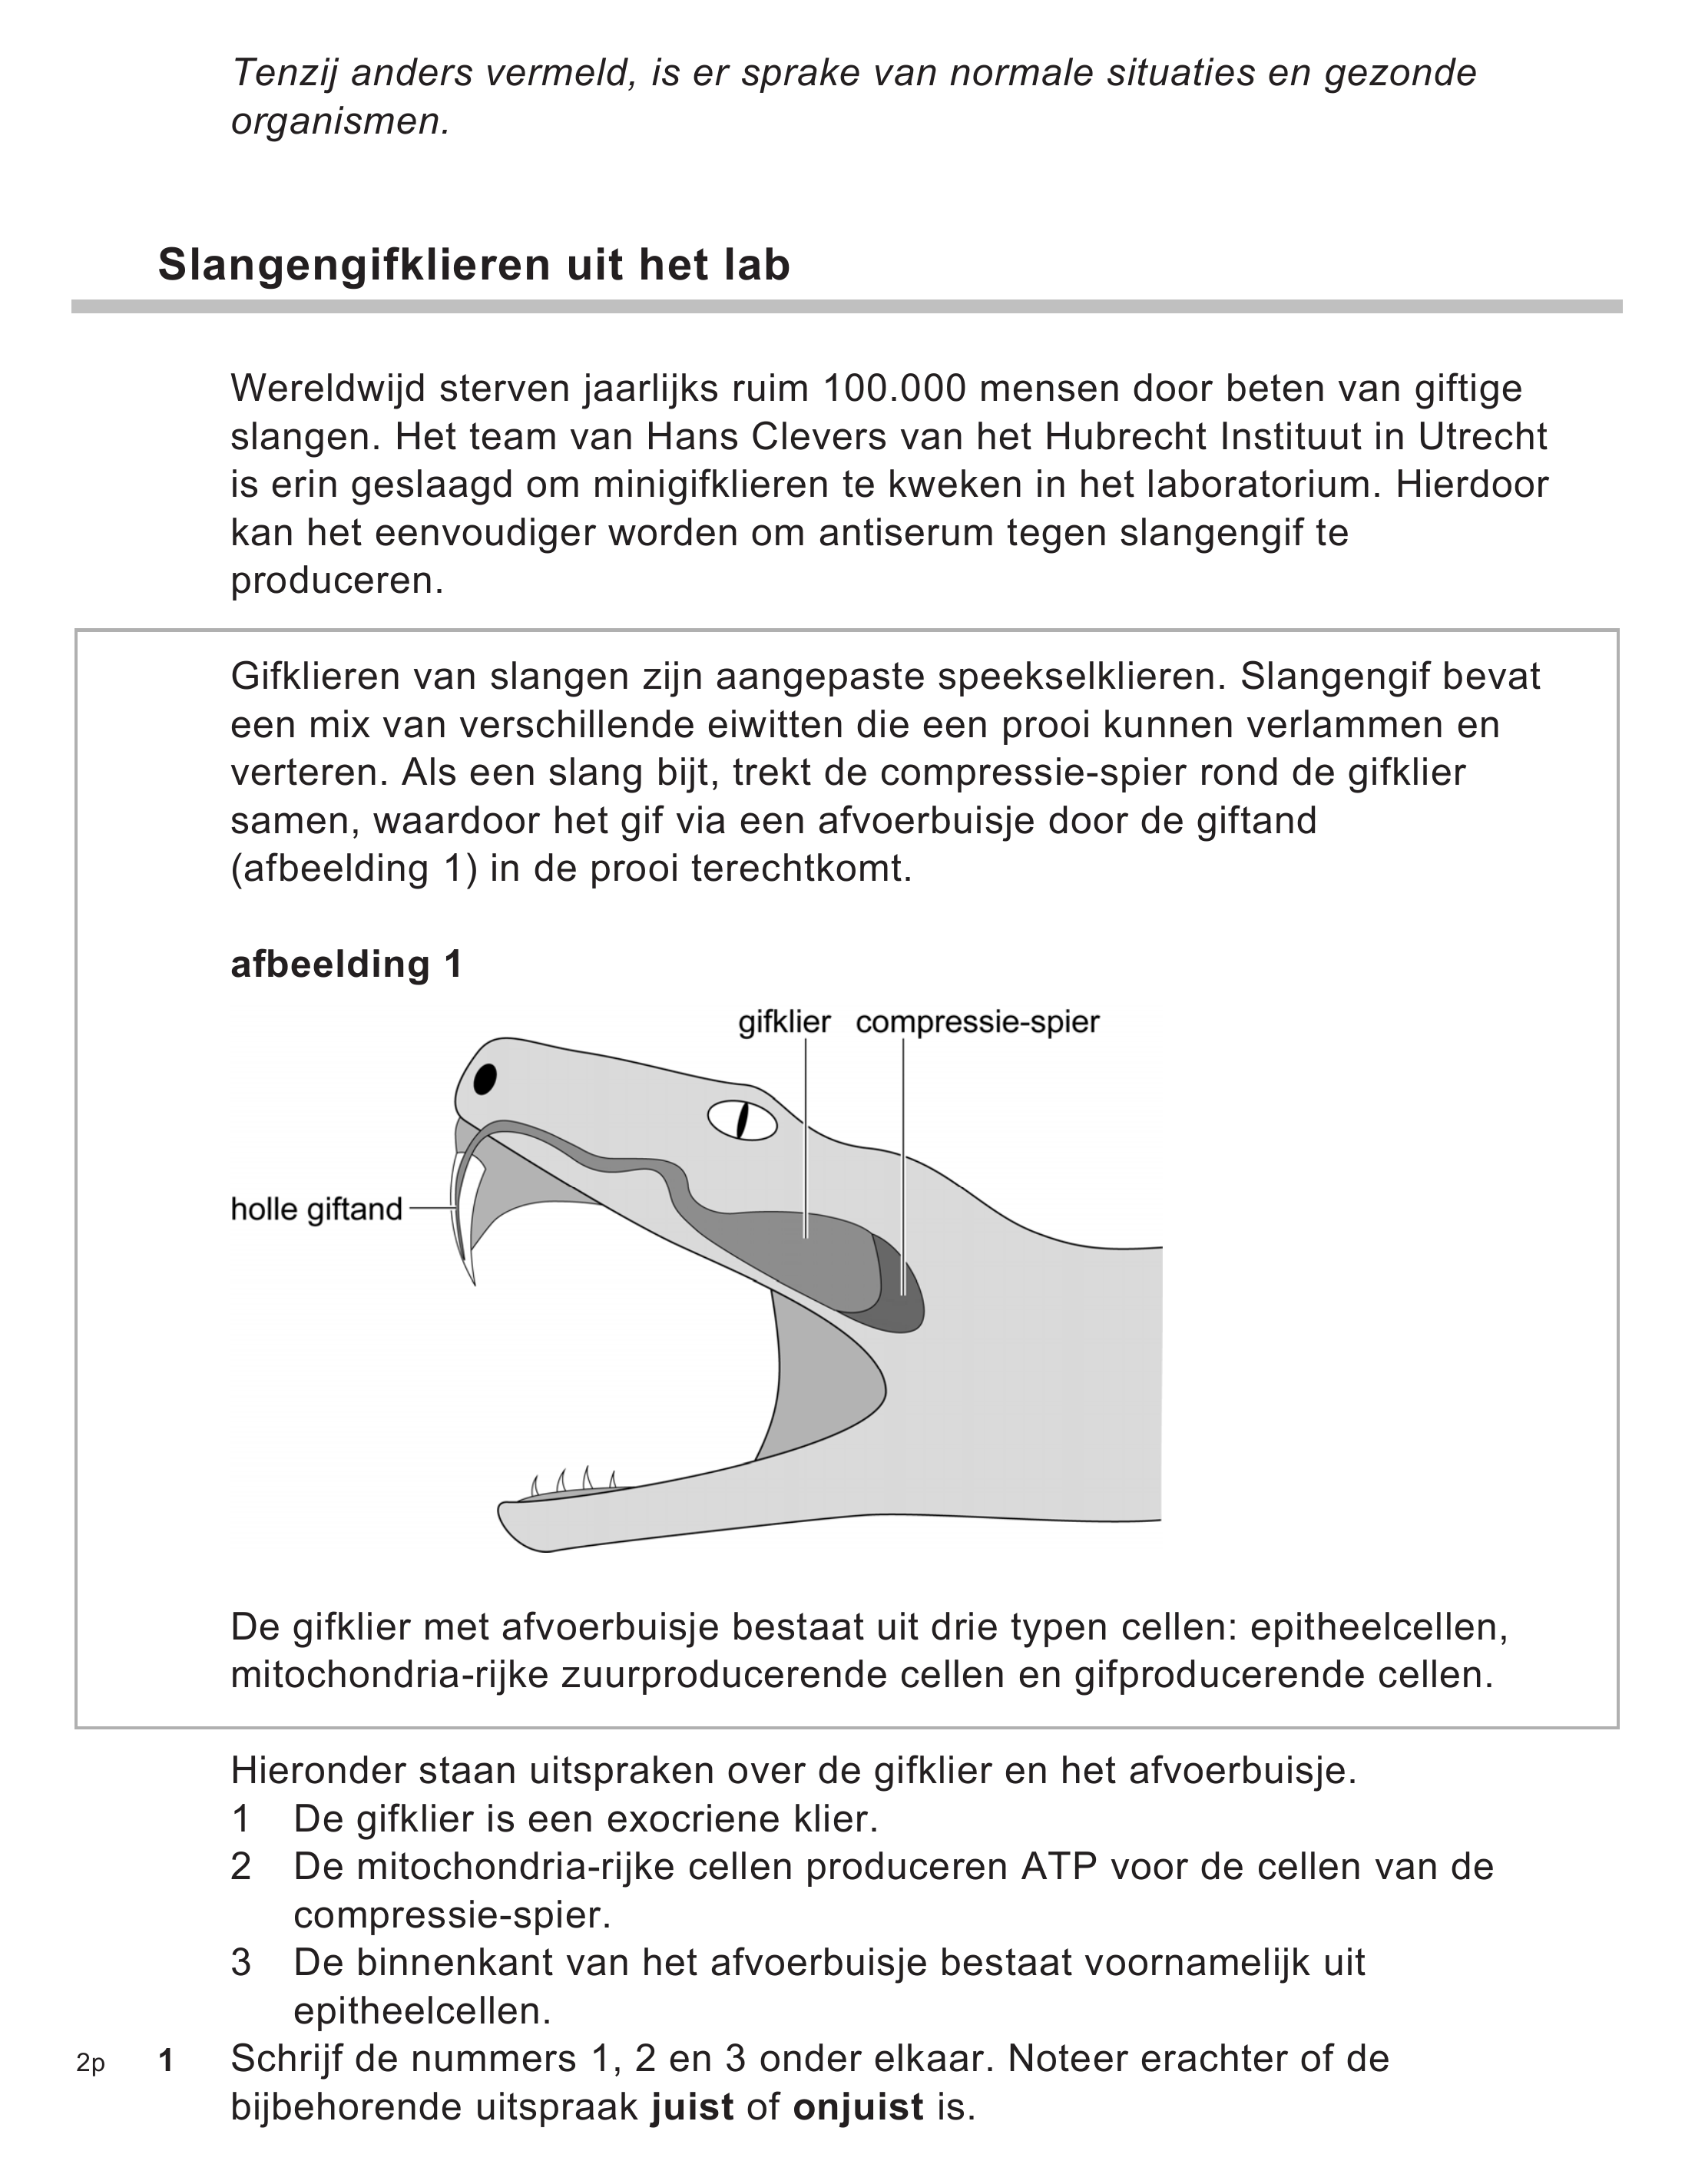 Tenzij anders vermeld, is er sprake van normale situaties en gezonde
organismen.
Slangengifklieren uit het lab
Wereldwijd sterven jaarlijks ruim 100.000 mensen door beten van giftige
slangen. Het team van Hans Clevers van het Hubrecht Instituut in Utrecht
is erin geslaagd om minigifklieren te kweken in het laboratorium. Hierdoor
kan het eenvoudiger worden om antiserum tegen slangengif te
produceren.
Gifklieren van slangen zijn aangepaste speekselklieren. Slangengif bevat
een mix van verschillende eiwitten die een prooi kunnen verlammen en
verteren. Als een slang bijt, trekt de compressie-spier rond de gifklier
samen, waardoor het gif via een afvoerbuisje door de giftand
(afbeelding 1) in de prooi terechtkomt.
afbeelding 1
gifklier compressie-spier
holle giftand
De gifklier met afvoerbuisje bestaat uit drie typen cellen: epitheelcellen,
mitochondria-rijke zuurproducerende cellen en gifproducerende cellen.
Hieronder staan uitspraken over de gifklier en het afvoerbuisje.
1 De gifklier is een exocriene klier.
2 De mitochondria-rijke cellen produceren ATP voor de cellen van de
compressie-spier.
3 De binnenkant van het afvoerbuisje bestaat voornamelijk uit
epitheelcellen.
2p 1 Schrijf de nummers 1, 2 en 3 onder elkaar. Noteer erachter of de
bijbehorende uitspraak juist of onjuist is.